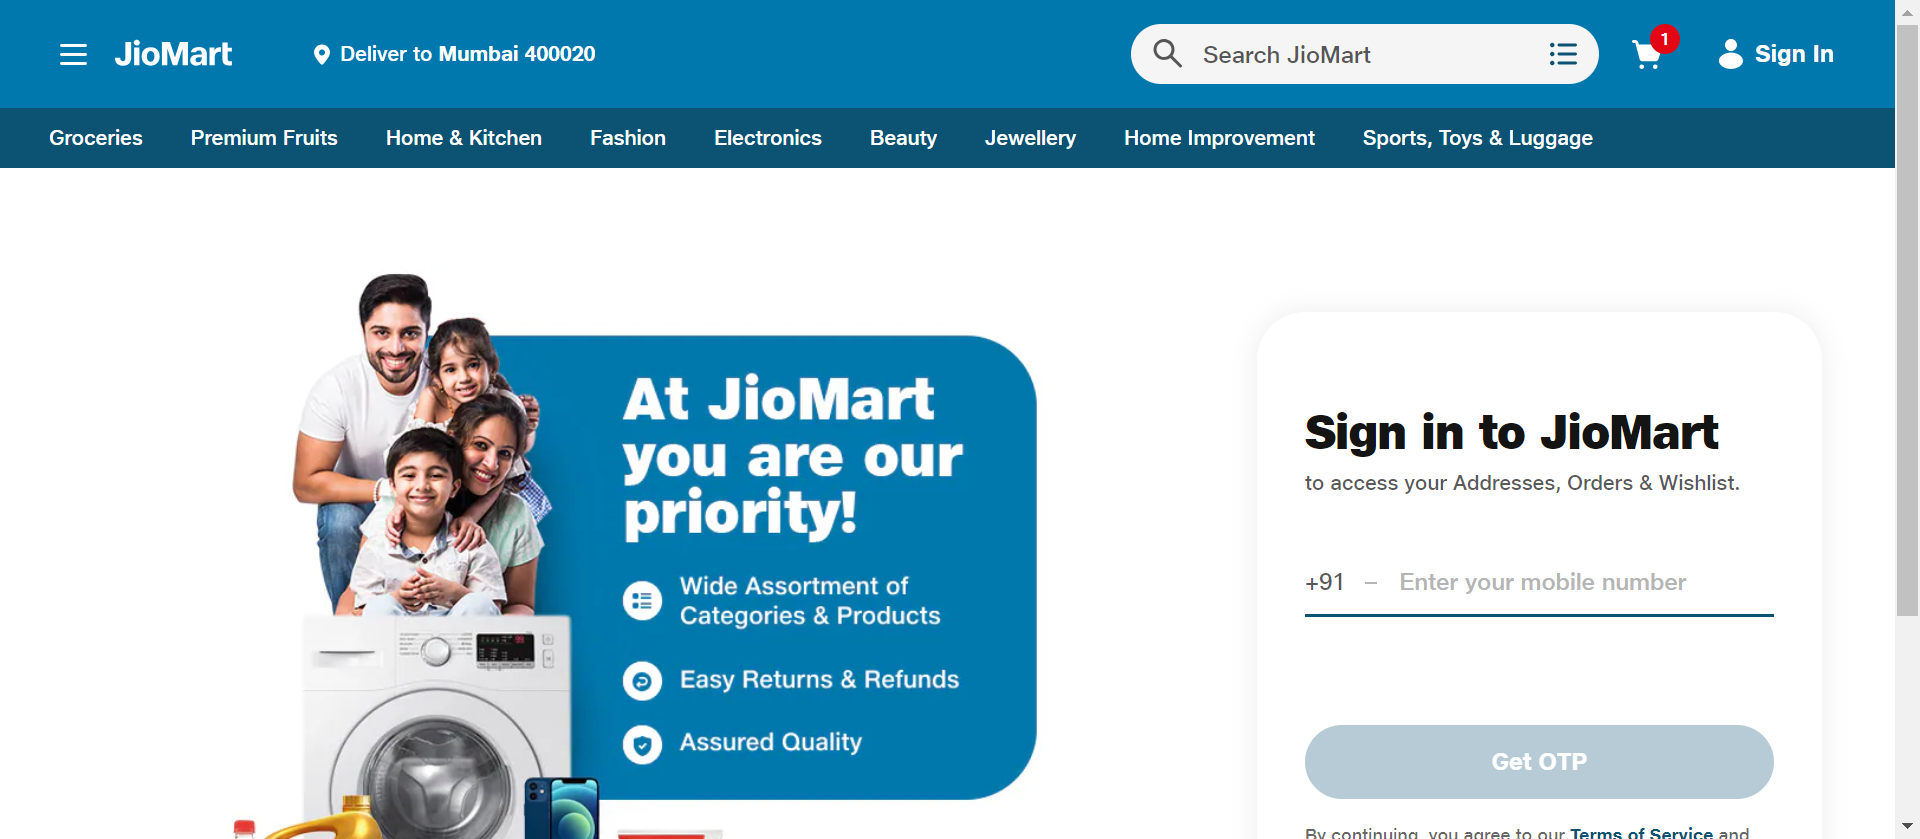 JioMart
Deliver to Mumbai 400020
Search JioMart
1
Sign In
Groceries
Premium Fruits
Home & Kitchen
Fashion
Electronics
Beauty
Jewellery
Home Improvement
Sports, Toys & Luggage
At JioMart
you are our
priority!
Wide Assortment of
Categories & Products
Easy Returns & Refunds
Assured Quality
Sign in to JioMart
to access your Addresses, Orders & Wishlist.
+91 – Enter your mobile number
Get OTP
By continuing, you agree to our Terms of Service and